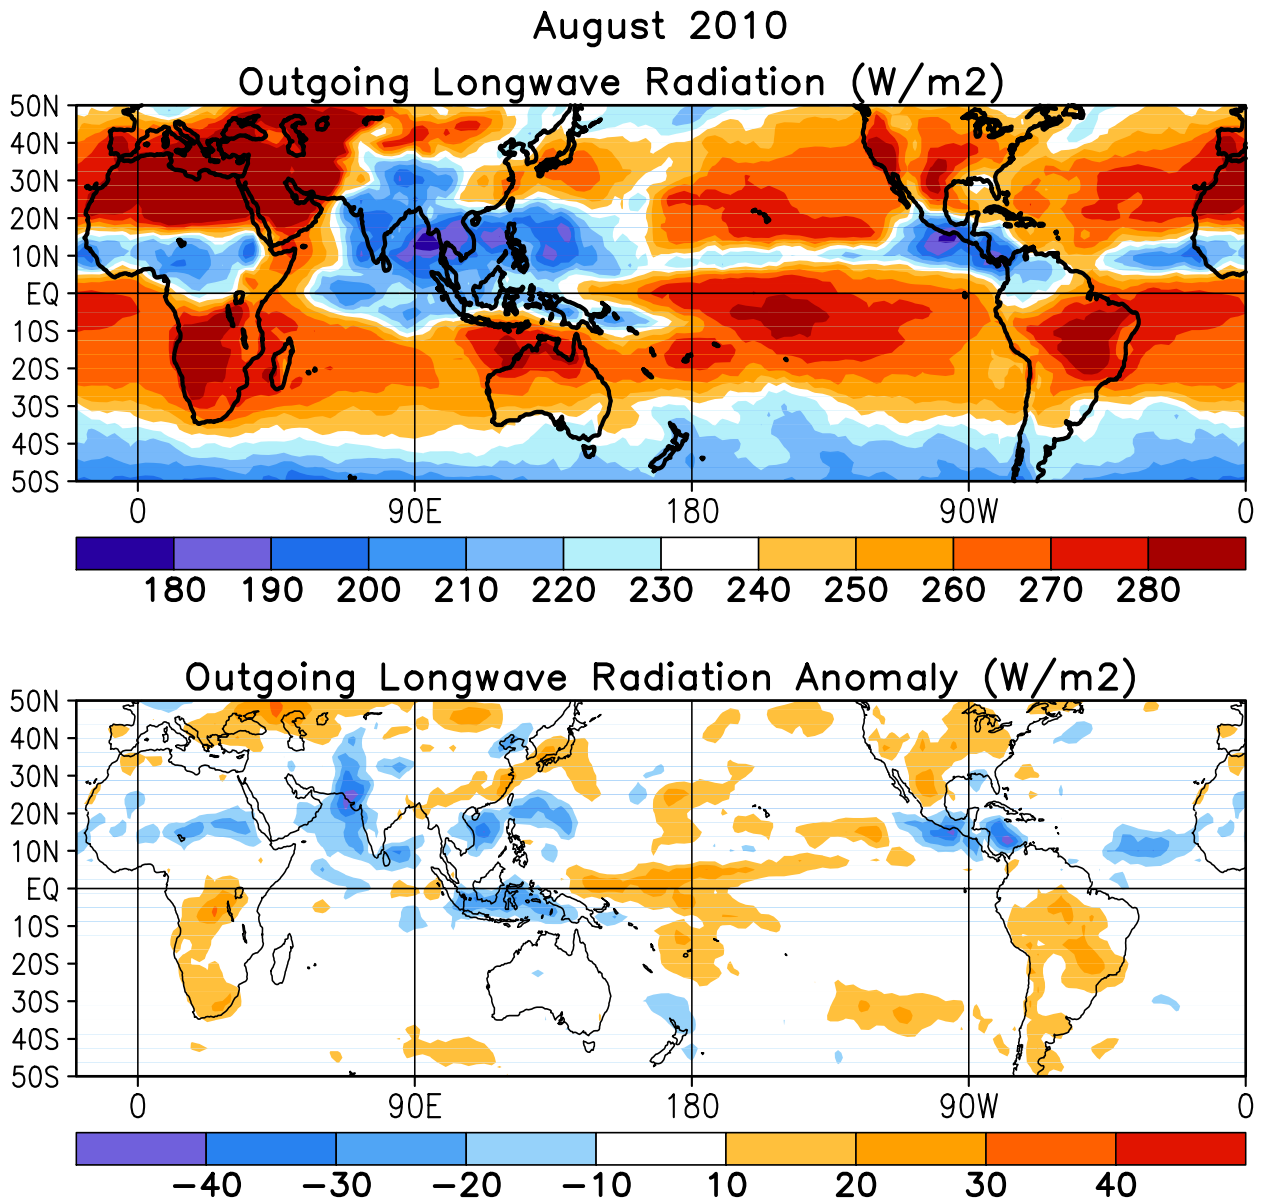 August 2010
Outgoing Longwave Radiation (W/m2)
50N
40N
30N
20N
10N
EQ
10S
20S
30S
40S
50S
0 90E 180 90W 0
180 190 200 210 220 230 240 250 260 270 280
Outgoing Longwave Radiation Anomaly (W/m2)
50N
40N
30N
20N
10N
EQ
10S
20S
30S
40S
50S
0 90E 180 90W 0
−40 −30 −20 −10 10 20 30 40